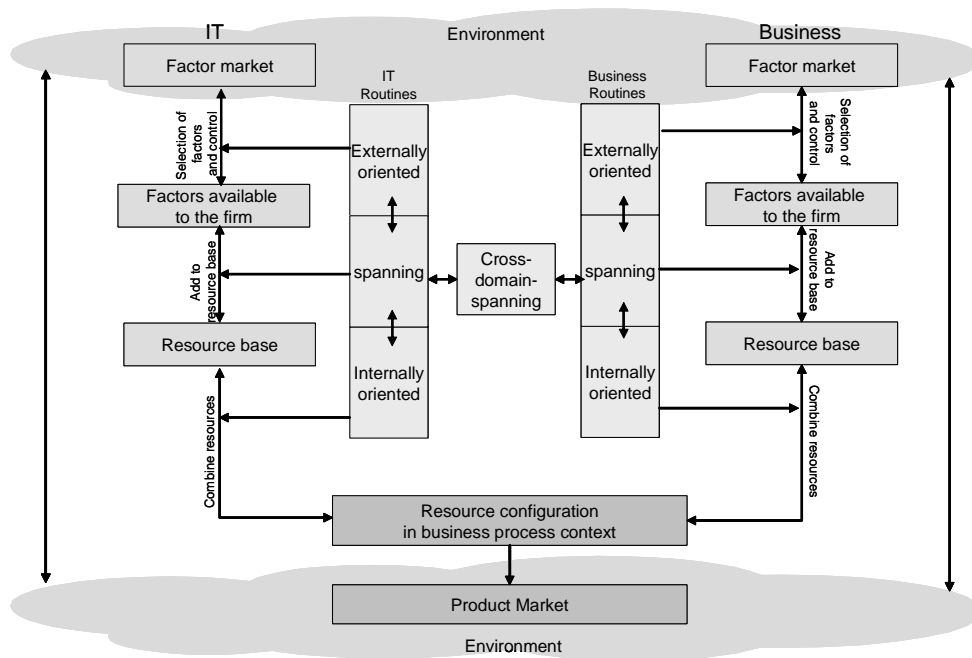 IT
Environment
Business
Factor market
Factor market
IT
Routines
Business
Routines
Selection of
factors
and control
Externally
oriented
Externally
oriented
Selection of
factors
and control
Factors available
to the firm
Factors available
to the firm
Add to
resource base
spanning
Cross-
domain-
spanning
spanning
Add to
resource base
Resource base
Resource base
Internally
oriented
Internally
oriented
Combine resources
Combine resources
Resource configuration
in business process context
Product Market
Environment